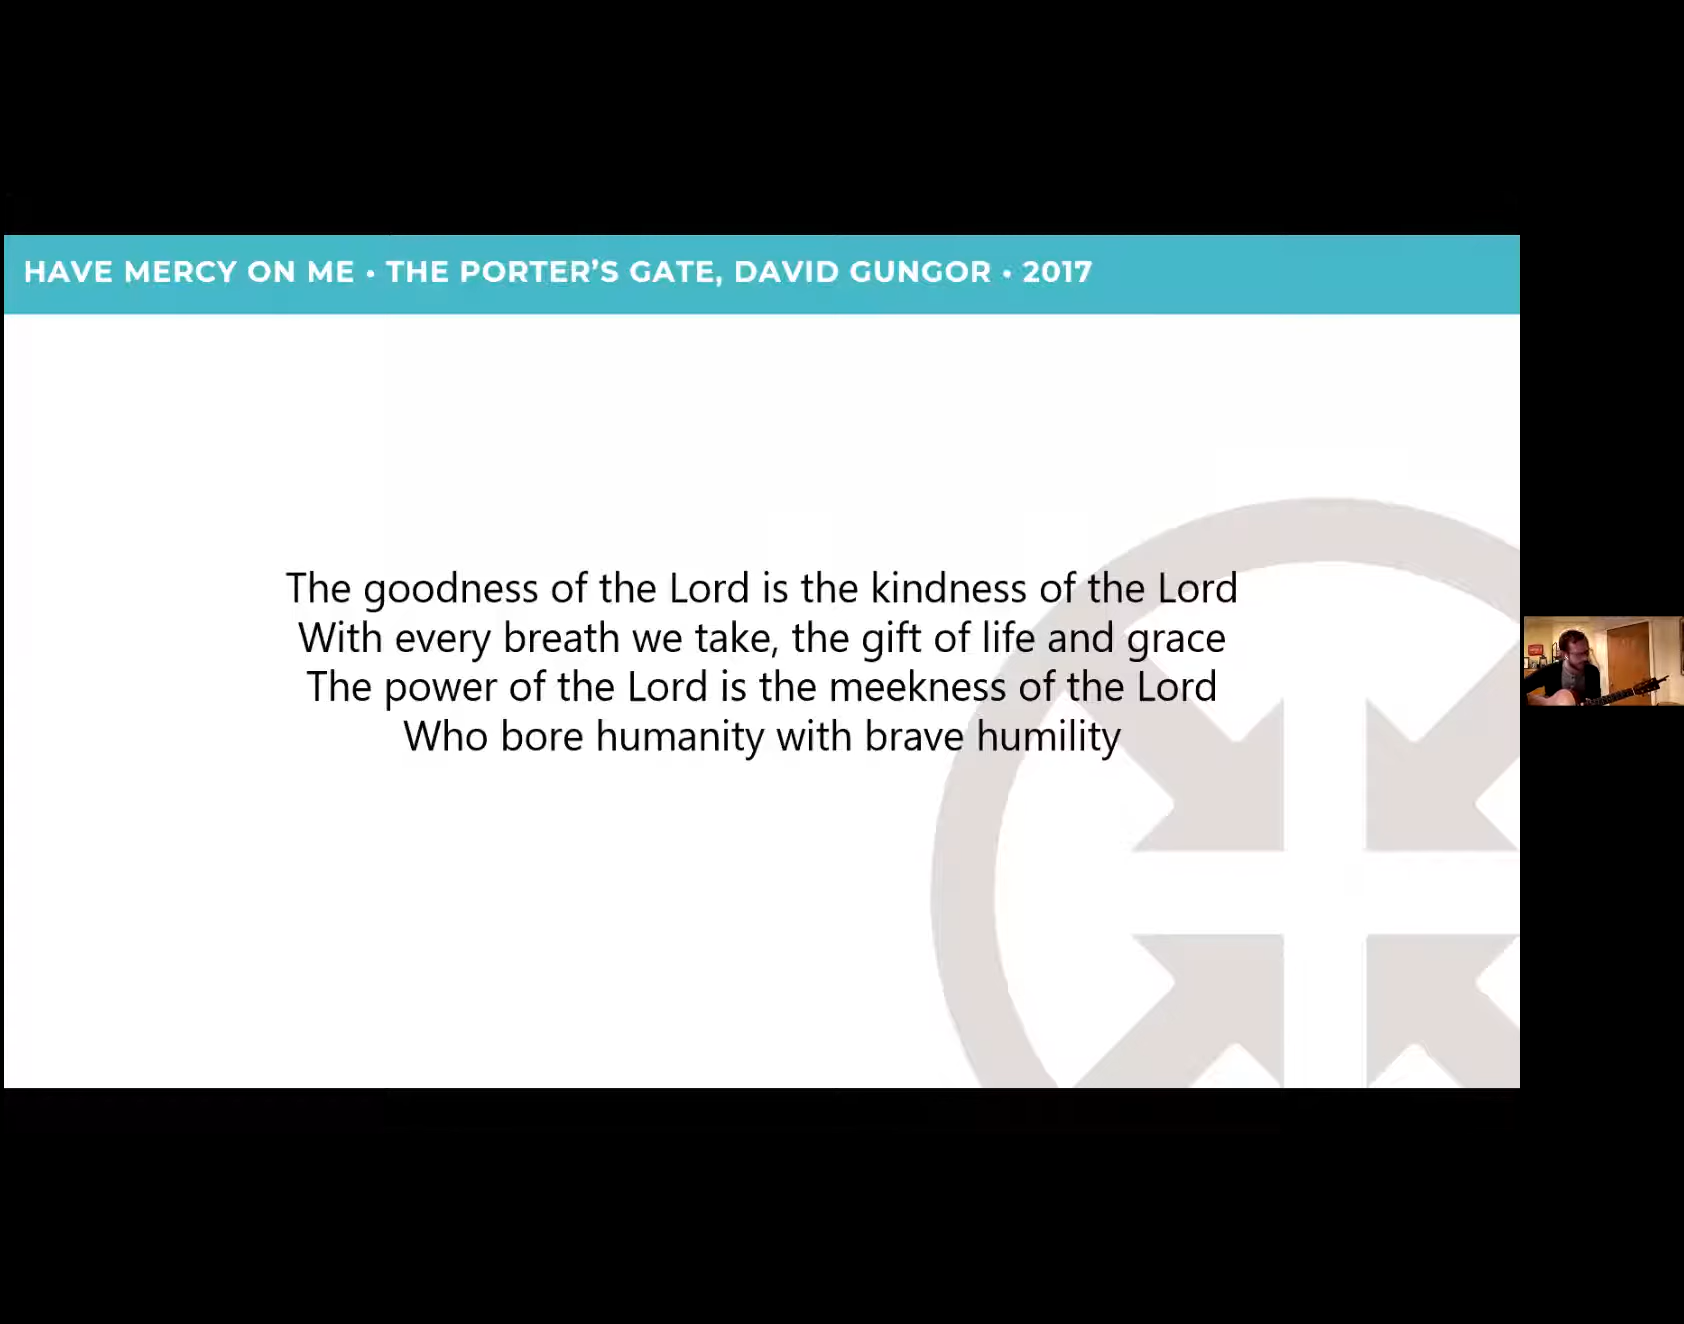 HAVE MERCY ON ME • THE PORTER’S GATE, DAVID GUNGOR • 2017
The goodness of the Lord is the kindness of the Lord
With every breath we take, the gift of life and grace
The power of the Lord is the meekness of the Lord
Who bore humanity with brave humility